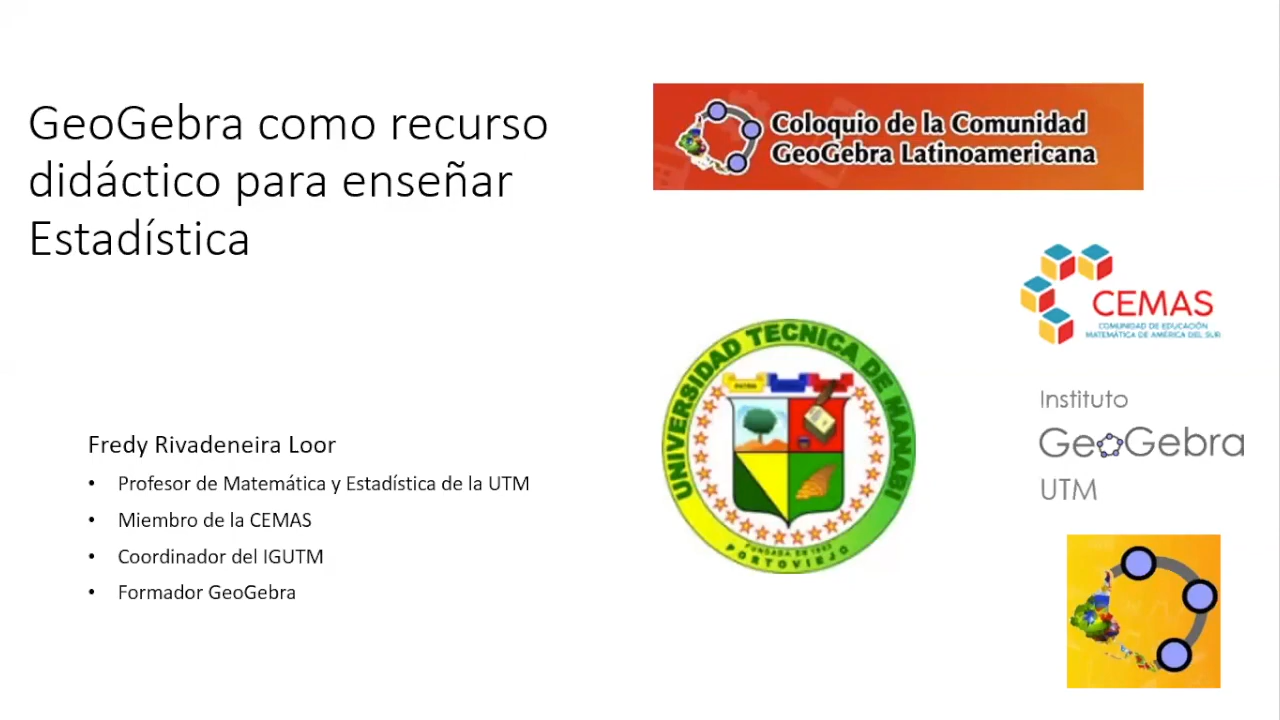 GeoGebra como recurso
didáctico para enseñar
Estadística
Fredy Rivadeneira Loor
• Profesor de Matemática y Estadística de la UTM
• Miembro de la CEMAS
• Coordinador del IGUTM
• Formador GeoGebra
Coloquio de la Comunidad
GeoGebra Latinoamericana
CEMAS
COMUNIDAD DE EDUCACIÓN
MATEMÁTICA DE AMÉRICA DEL SUR
UNIVERSIDAD TECNICA DE MANABI
PORTOVIEJO
Instituto
GeoGebra
UTM